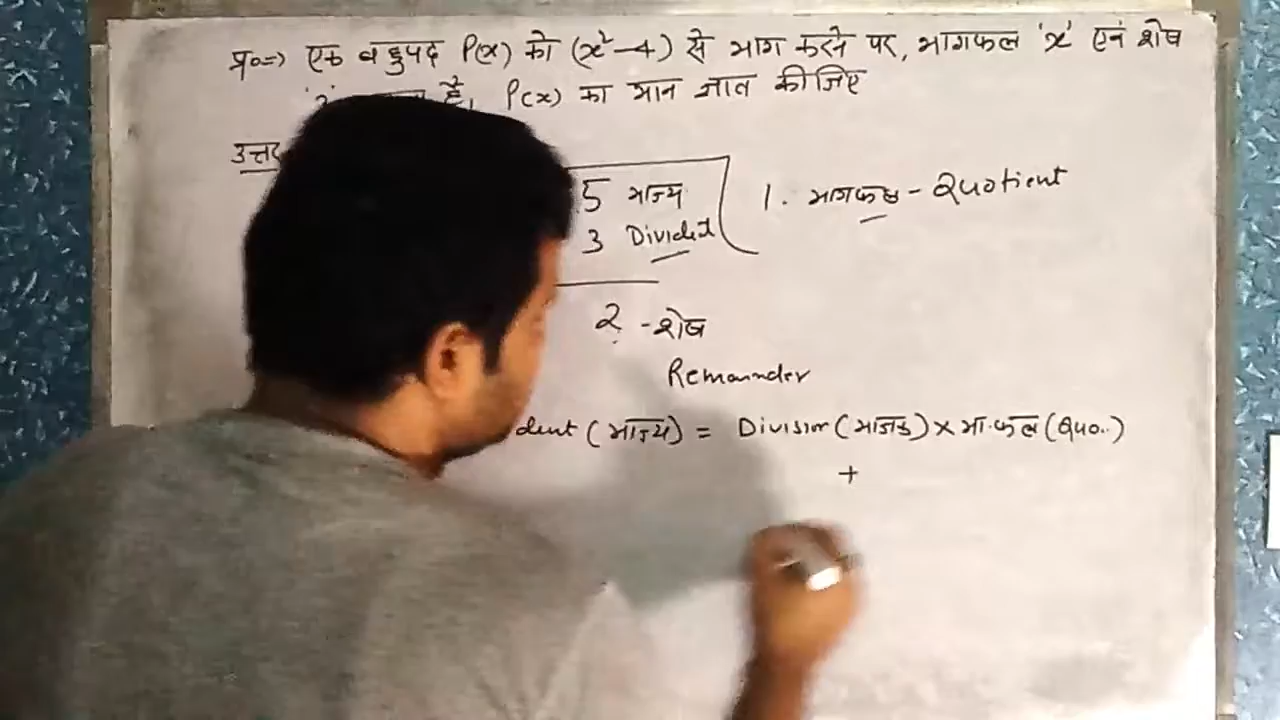 प्र०=> एक बहुपद P(x) को (x²-4) से भाग करने पर, भागफल 'x' एवं शेष
है, P(x) का मान ज्ञात कीजिए
उत्तर
5 भाज्य
3 Divident
1. भागफल - Quotient
2 - शेष
Remainder
dent (भाज्य) = Division (भाजक) × भा.फल (Quo..)
+